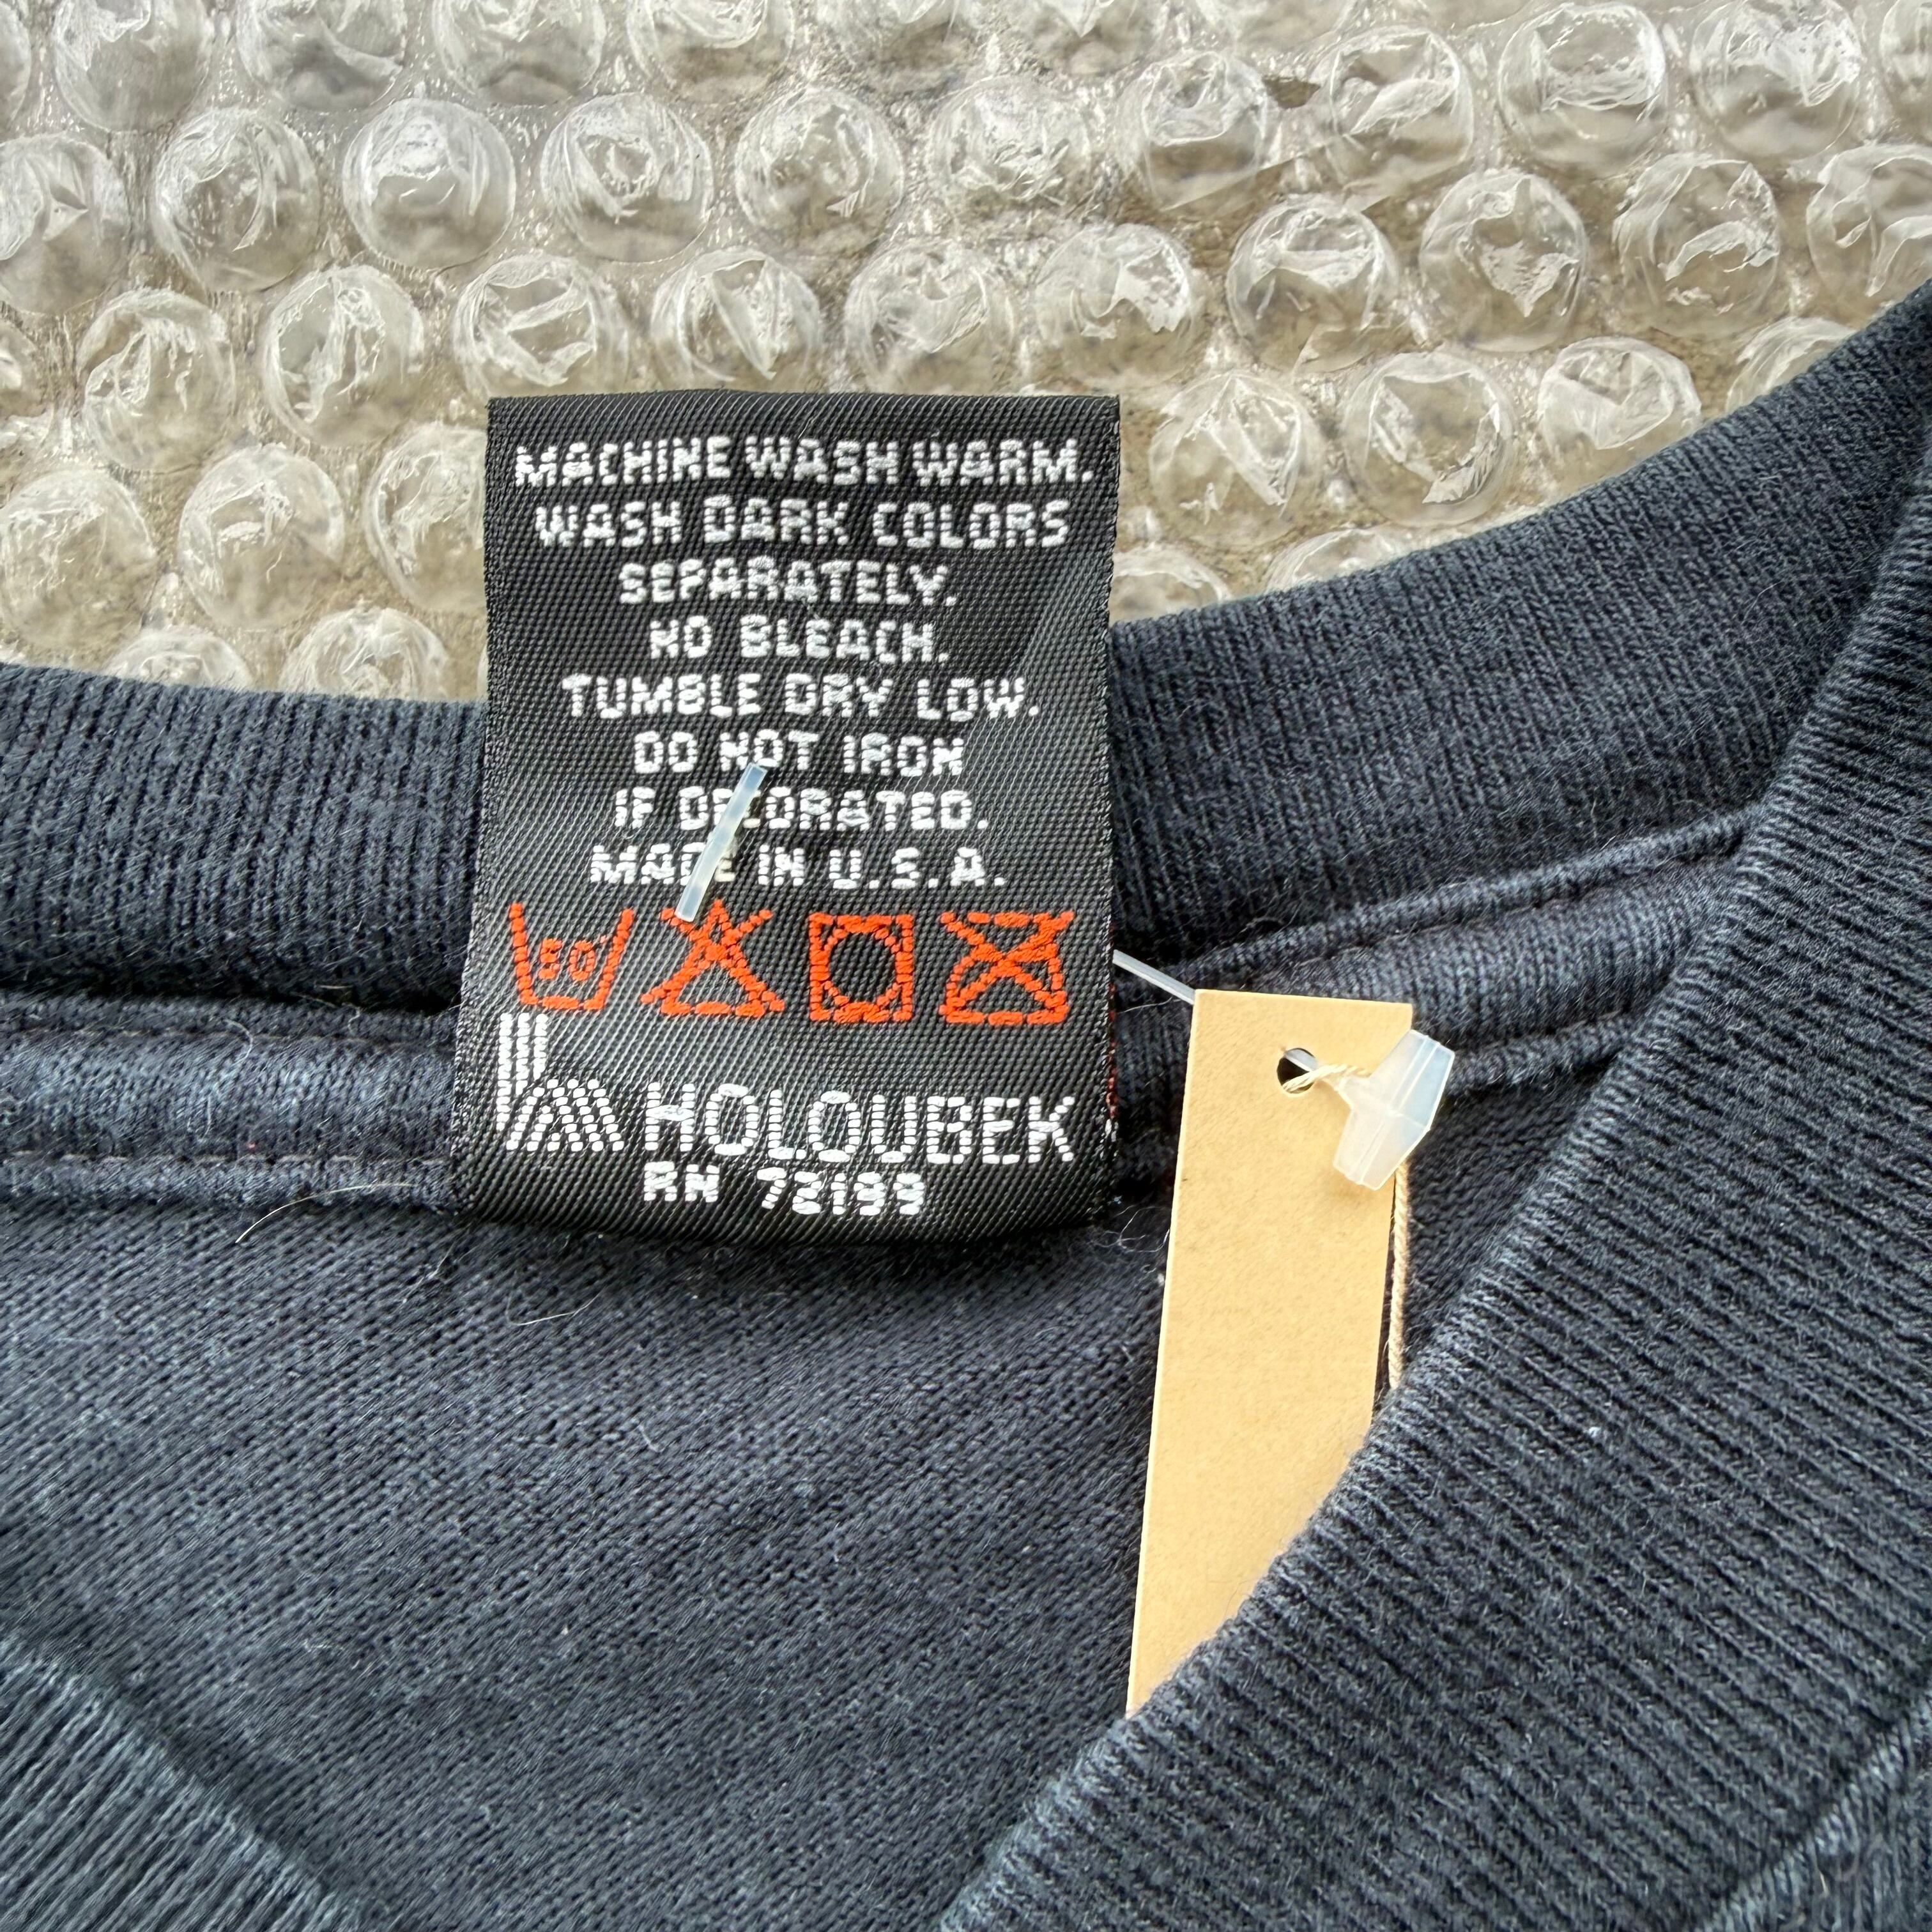 MACHINE WASH WARM.
WASH DARK COLORS
SEPARATELY.
NO BLEACH.
TUMBLE DRY LOW.
DO NOT IRON
IF DECORATED.
MADE IN U.S.A.
50
HOLOUBEK
RN 72199